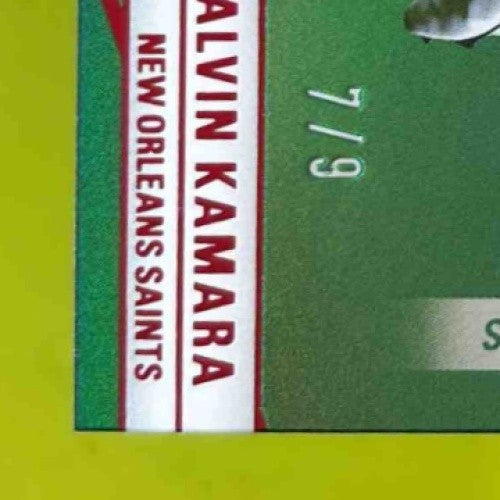 ALVIN KAMARA
NEW ORLEANS SAINTS
7/9
S